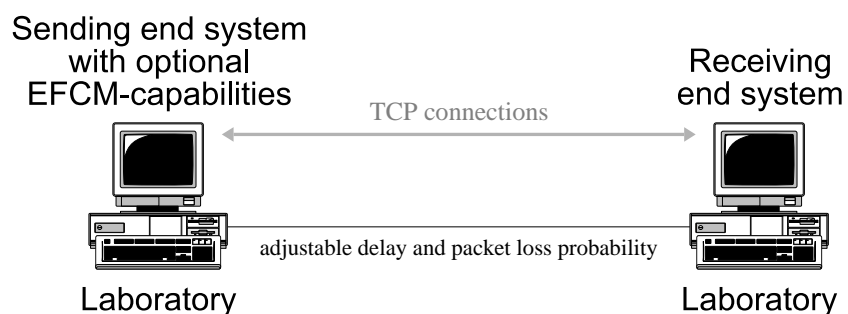 Sending end system
with optional
EFCM-capabilities
Receiving
end system
TCP connections
adjustable delay and packet loss probability
Laboratory
Laboratory